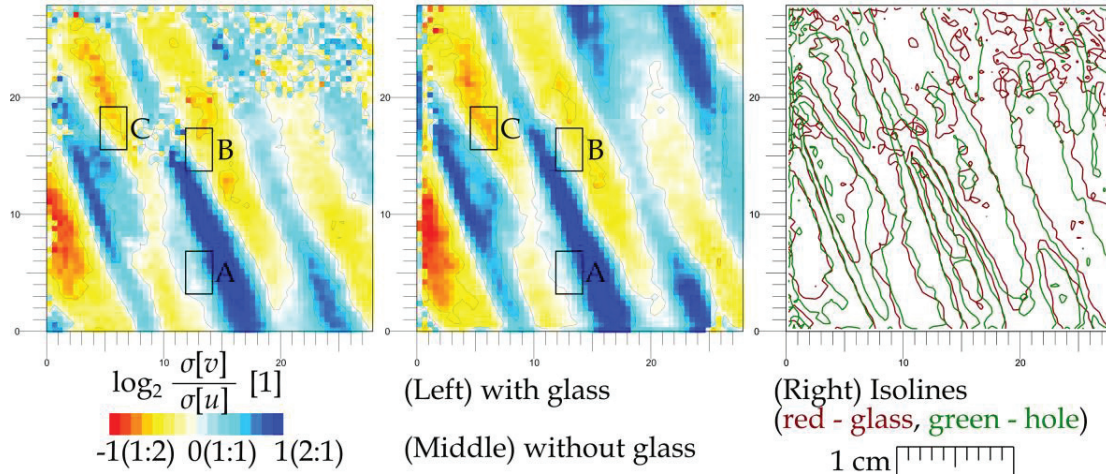 20
10
0
0
10
20
C
B
A
20
10
0
0
10
20
C
B
A
20
10
0
0
10
20
log₂ σ[v]/σ[u] [1]
-1(1:2) 0(1:1) 1(2:1)
(Left) with glass
(Middle) without glass
(Right) Isolines
(red - glass, green - hole)
1 cm